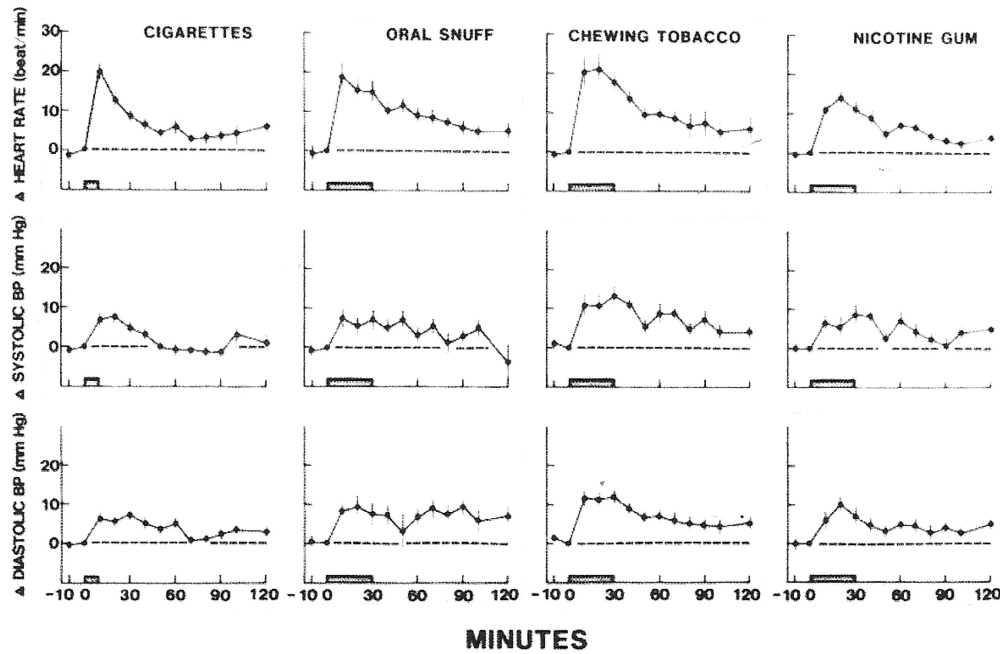 CIGARETTES
ORAL SNUFF
CHEWING TOBACCO
NICOTINE GUM
Δ HEART RATE (beat/min)
30
20
10
0
Δ SYSTOLIC BP (mm Hg)
20
10
0
Δ DIASTOLIC BP (mm Hg)
20
10
0
-10 0 30 60 90 120
-10 0 30 60 90 120
-10 0 30 60 90 120
-10 0 30 60 90 120
MINUTES